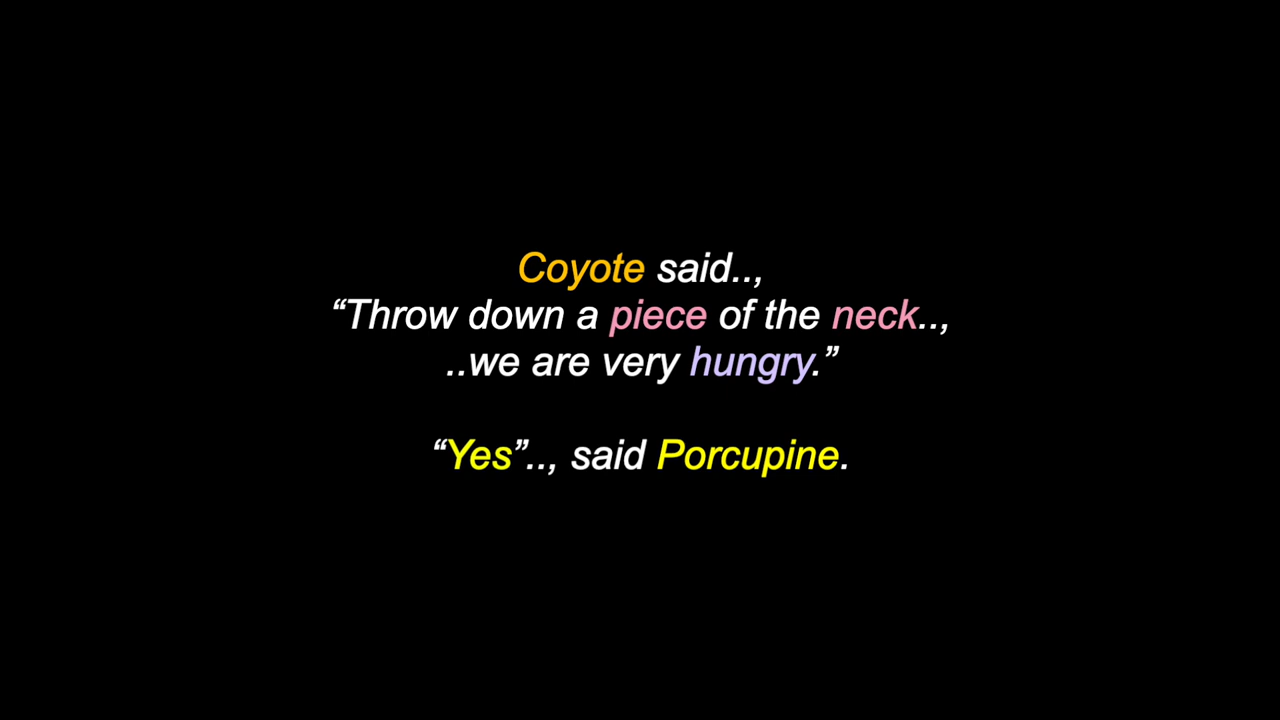 Coyote said..,
“Throw down a piece of the neck..,
..we are very hungry.”
“Yes”.., said Porcupine.